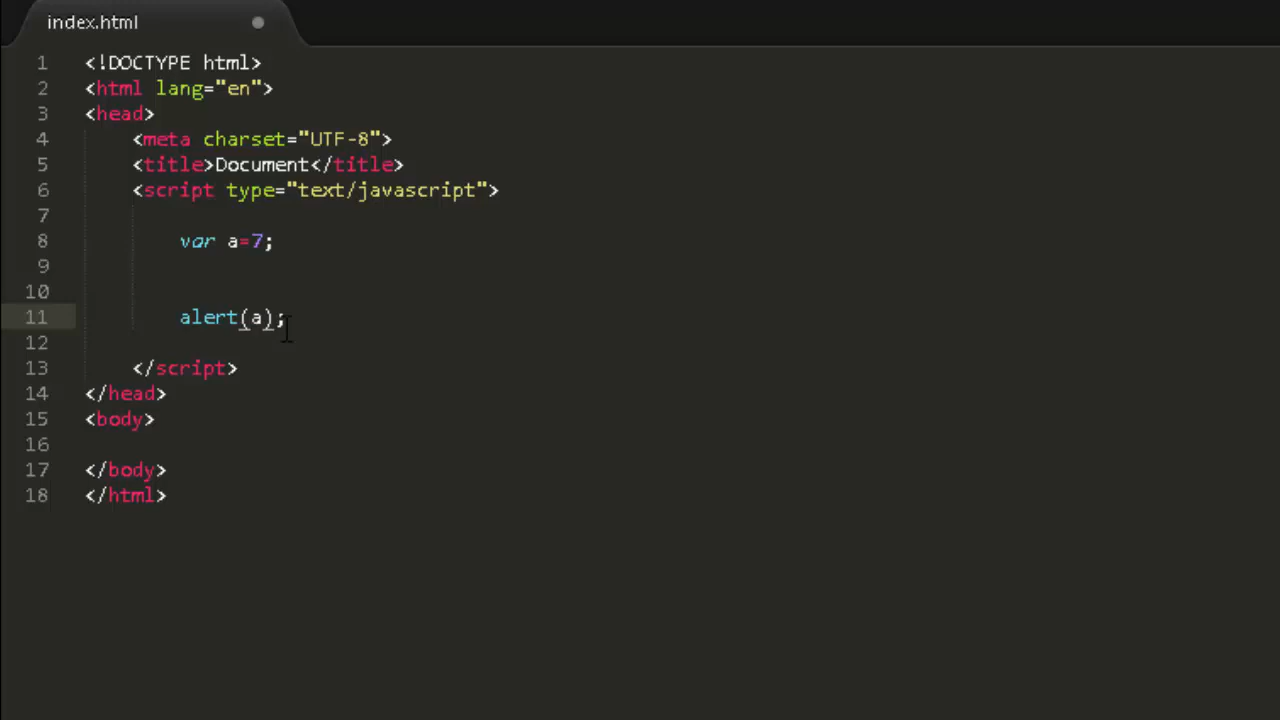 index.html
1 <!DOCTYPE html>
2 <html lang="en">
3 <head>
4 <meta charset="UTF-8">
5 <title>Document</title>
6 <script type="text/javascript">
7
8 var a=7;
9
10
11 alert(a);
12
13 </script>
14 </head>
15 <body>
16
17 </body>
18 </html>